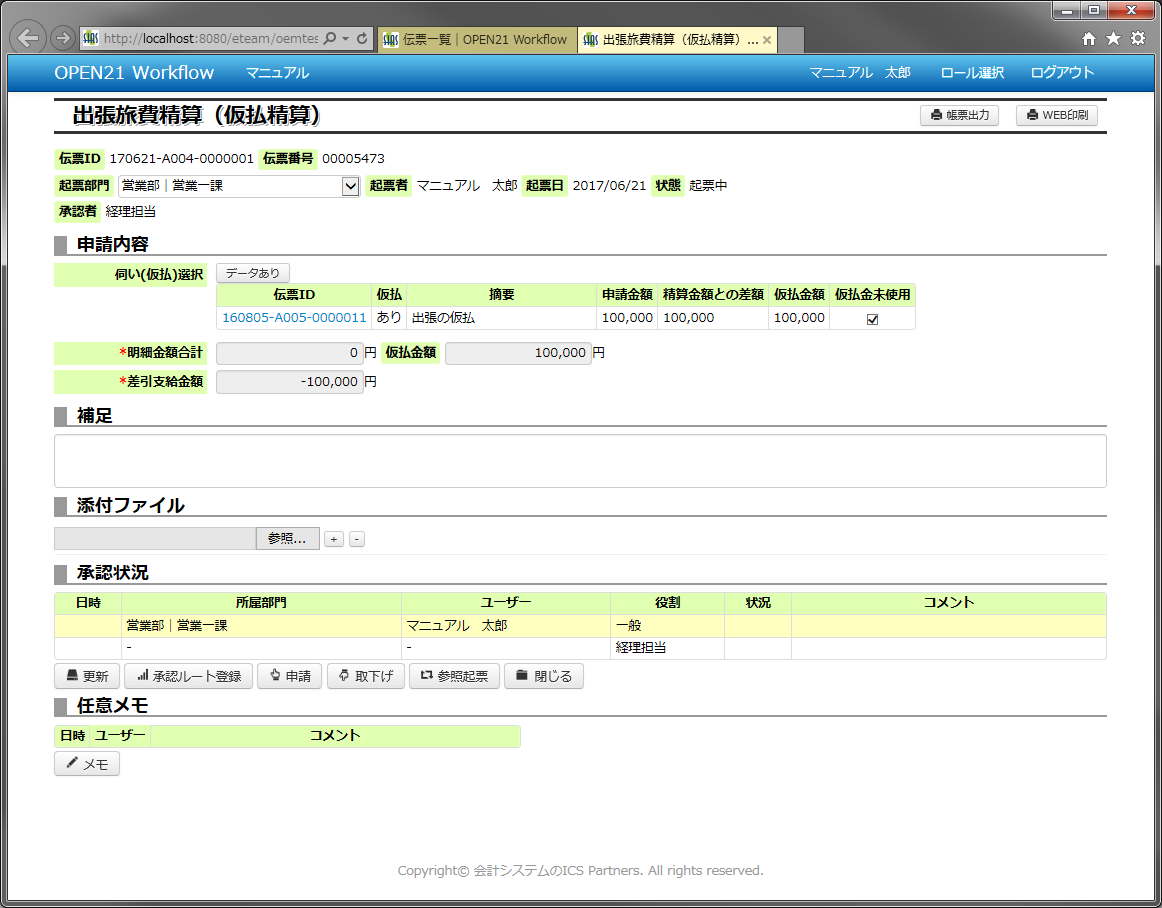 http://localhost:8080/eteam/oemtes
伝票一覧｜OPEN21 Workflow
出張旅費精算（仮払精算）...
OPEN21 Workflow マニュアル マニュアル　太郎 ロール選択 ログアウト
出張旅費精算（仮払精算） 帳票出力 WEB印刷
伝票ID 170621-A004-0000001 伝票番号 00005473
起票部門 営業部｜営業一課 起票者 マニュアル　太郎 起票日 2017/06/21 状態 起票中
承認者 経理担当
申請内容
伺い(仮払)選択 データあり
伝票ID 仮払 摘要 申請金額 精算金額との差額 仮払金額 仮払金未使用
160805-A005-0000011 あり 出張の仮払 100,000 100,000 100,000
*明細金額合計 0 円 仮払金額 100,000 円
*差引支給金額 -100,000 円
補足
添付ファイル
参照... + -
承認状況
日時 所属部門 ユーザー 役割 状況 コメント
営業部｜営業一課 マニュアル　太郎 一般
- - 経理担当
更新 承認ルート登録 申請 取下げ 参照起票 閉じる
任意メモ
日時 ユーザー コメント
メモ
Copyright© 会計システムのICS Partners. All rights reserved.